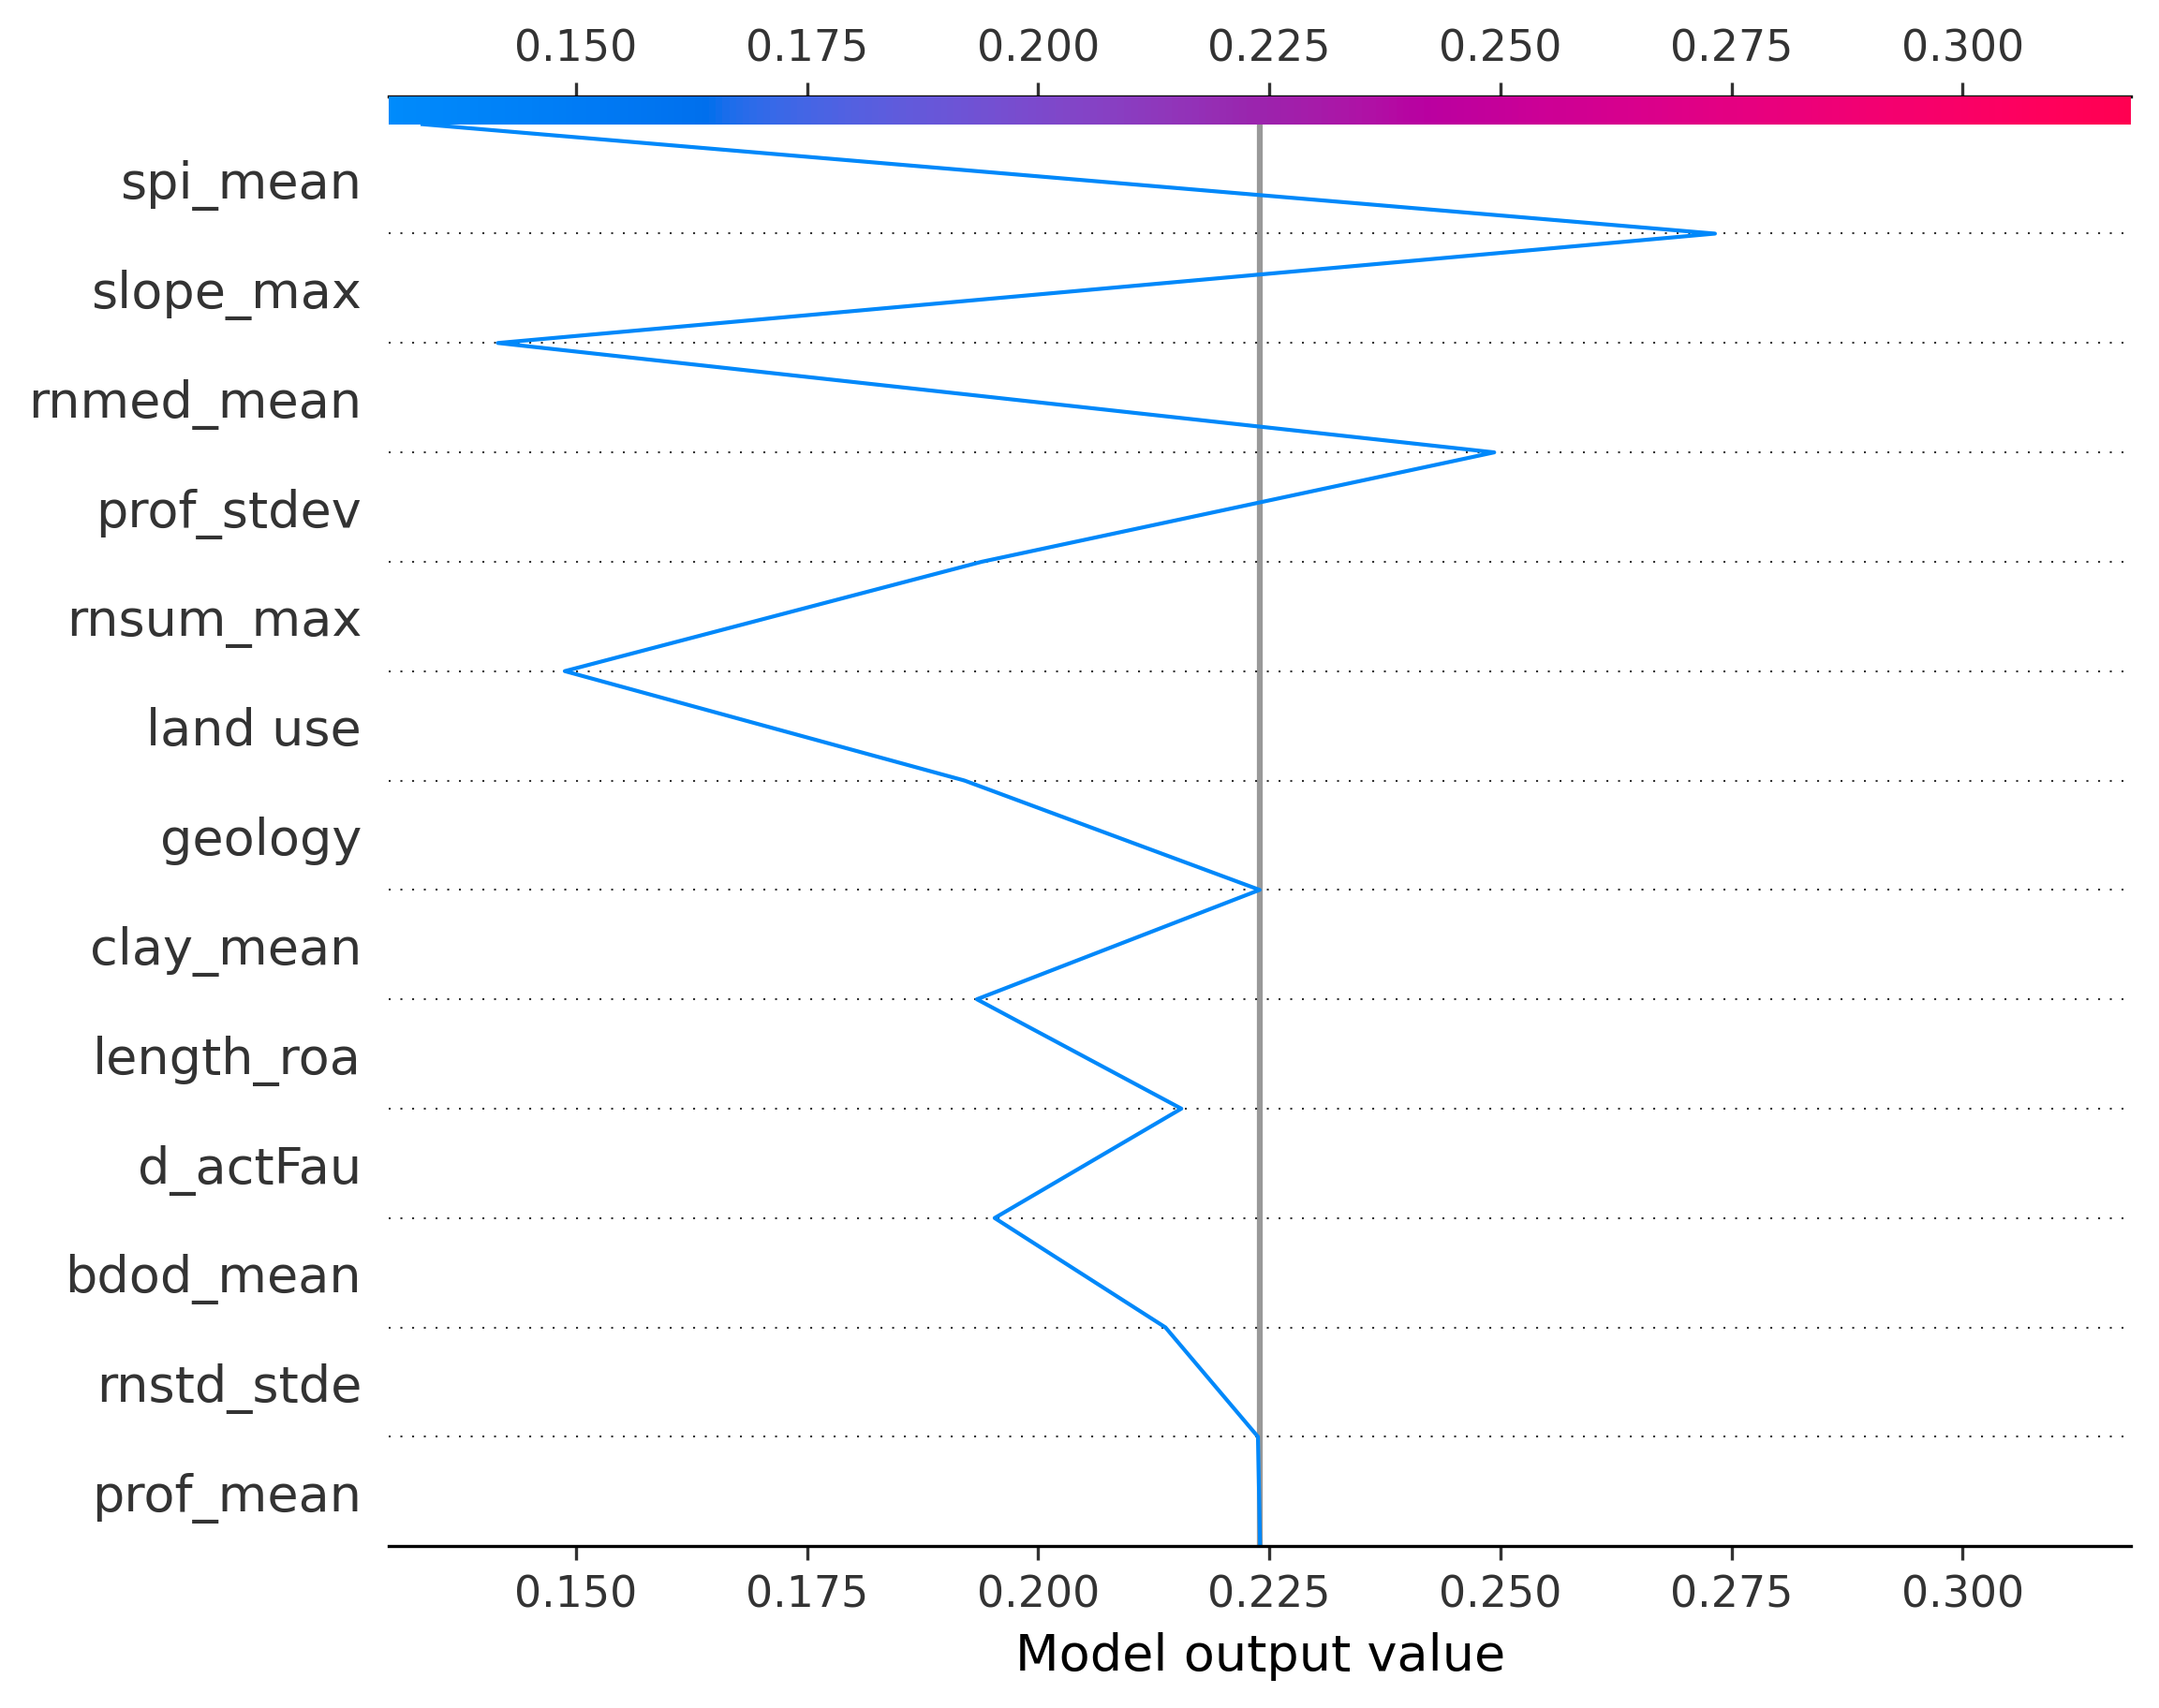 0.150 0.175 0.200 0.225 0.250 0.275 0.300
spi_mean
slope_max
rnmed_mean
prof_stdev
rnsum_max
land use
geology
clay_mean
length_roa
d_actFau
bdod_mean
rnstd_stde
prof_mean
0.150 0.175 0.200 0.225 0.250 0.275 0.300
Model output value